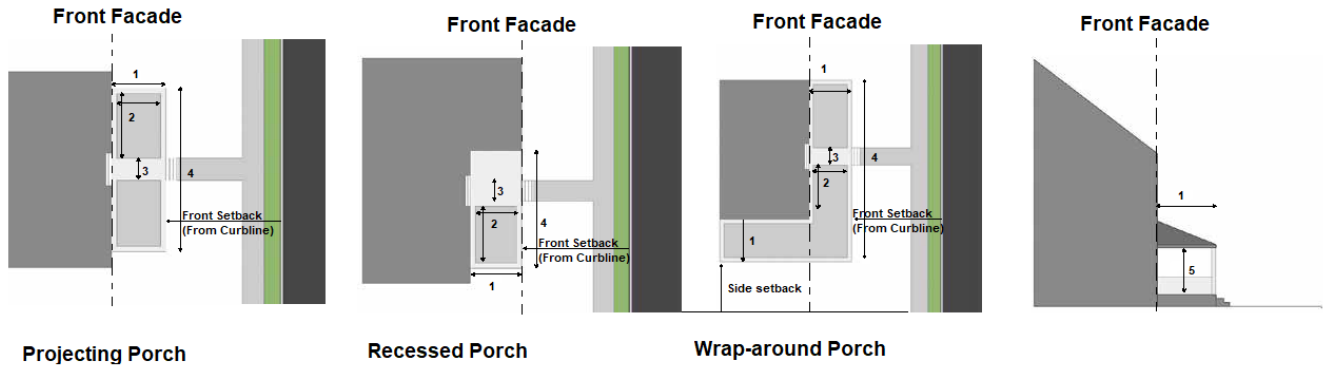 Front Facade
1
2
3
4
Front Setback
(From Curbline)
Projecting Porch
Front Facade
3
2
4
Front Setback
(From Curbline)
1
Recessed Porch
Front Facade
1
3
4
2
Front Setback
(From Curbline)
1
Side setback
Wrap-around Porch
Front Facade
1
5